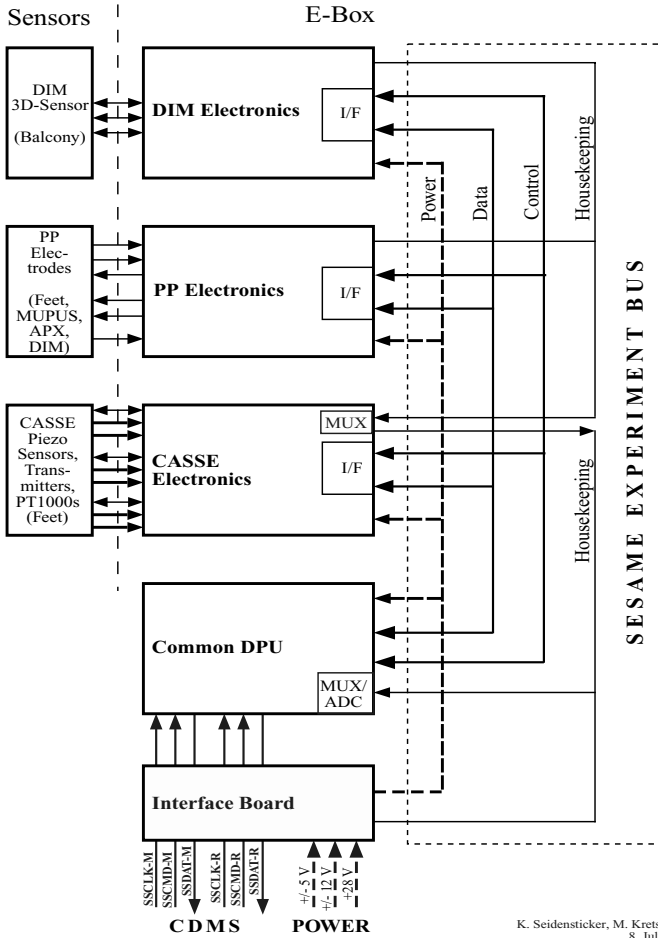 Sensors
E-Box
DIM
3D-Sensor
(Balcony)
DIM Electronics
I/F
Power
Data
Control
Housekeeping
PP
Elec-
trodes
(Feet,
MUPUS,
APX,
DIM)
PP Electronics
I/F
CASSE
Piezo
Sensors,
Trans-
mitters,
PT1000s
(Feet)
CASSE
Electronics
MUX
I/F
Housekeeping
SESAME EXPERIMENT BUS
Common DPU
MUX/
ADC
Interface Board
SSCLK-M
SSCMD-M
SSDAT-M
SSCLK-R
SSCMD-R
SSDAT-R
+/-5 V
+/- 12 V
+28 V
CDMS
POWER
K. Seidensticker, M. Krets
8. Jul